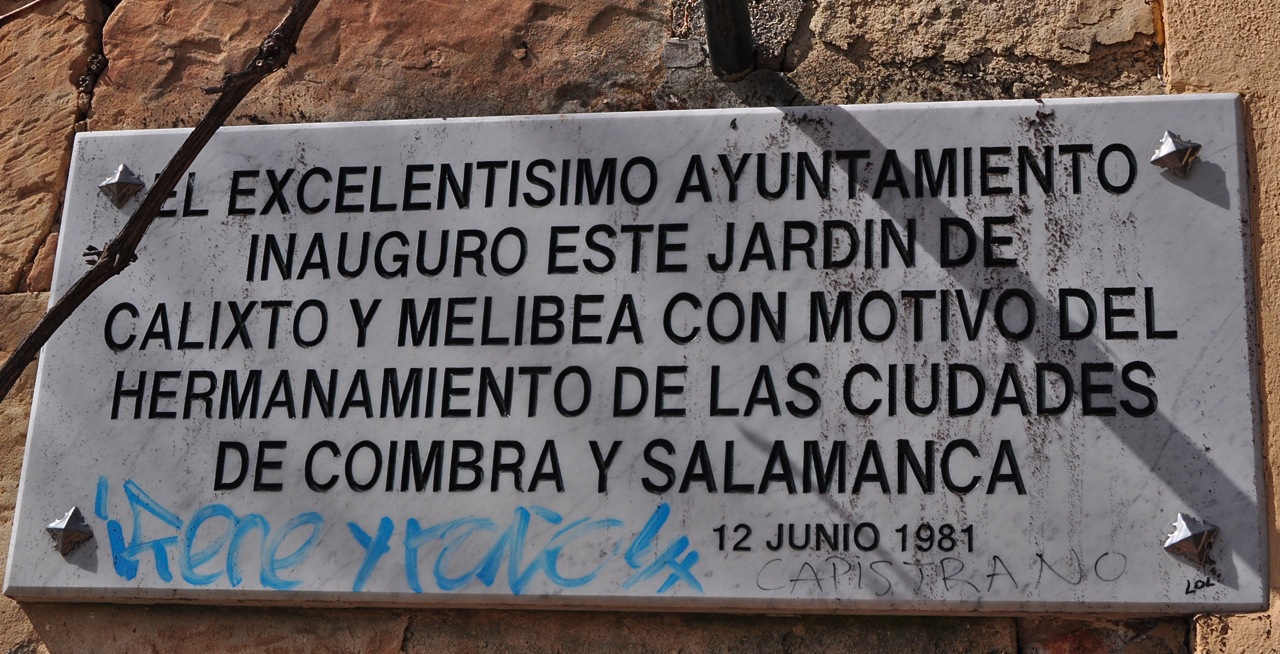 EL EXCELENTISIMO AYUNTAMIENTO
INAUGURO ESTE JARDIN DE
CALIXTO Y MELIBEA CON MOTIVO DEL
HERMANAMIENTO DE LAS CIUDADES
DE COIMBRA Y SALAMANCA
12 JUNIO 1981
CAPISTRANO
LOL